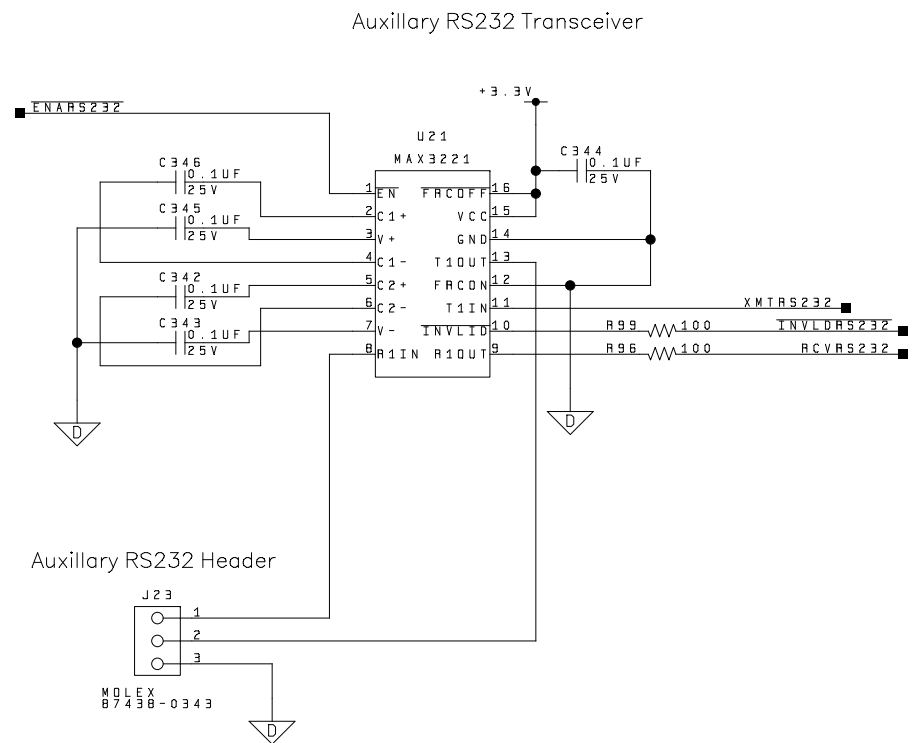 Auxillary RS232 Transceiver
ENARS232
+3.3V
U21
MAX3221
C344
0.1UF
25V
C346
0.1UF
25V
C345
0.1UF
25V
C342
0.1UF
25V
C343
0.1UF
25V
1 EN FRCOFF 16
2 C1+ VCC 15
3 V+ GND 14
4 C1- T1OUT 13
5 C2+ FRCON 12
6 C2- T1IN 11 XMTRS232
7 V- INVLID 10 R99 100 INVLDRS232
8 R1IN R1OUT 9 R96 100 RCVRS232
D
D
Auxillary RS232 Header
J23
1
2
3
MOLEX
87438-0343
D